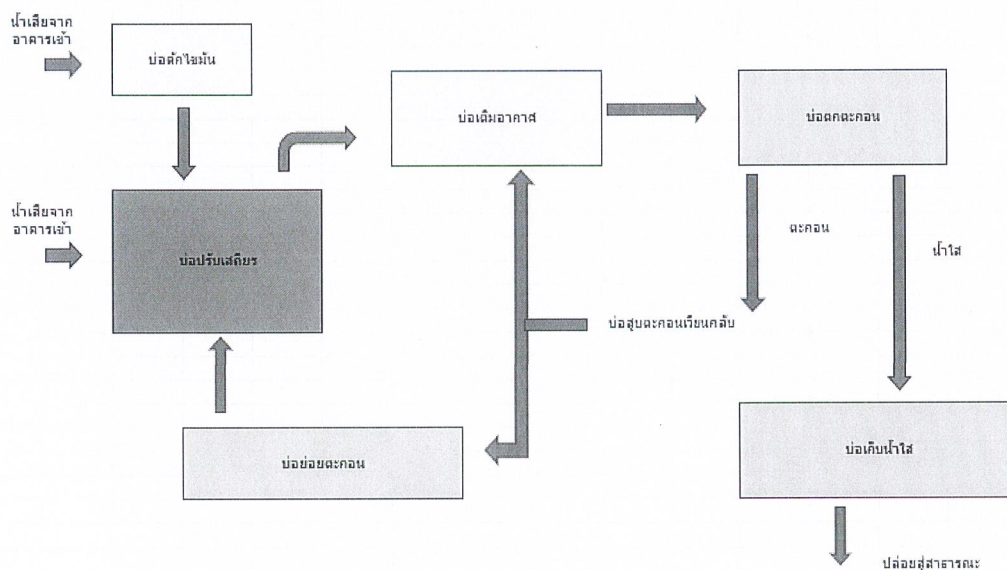 น้ำเสียจาก
อาคารเข้า
บ่อดักไขมัน
บ่อเติมอากาศ
บ่อตกตะกอน
น้ำเสียจาก
อาคารเข้า
บ่อปรับเสถียร
ตะกอน
น้ำใส
บ่อสูบตะกอนเวียนกลับ
บ่อย่อยตะกอน
บ่อเก็บน้ำใส
ปล่อยสู่สาธารณะ